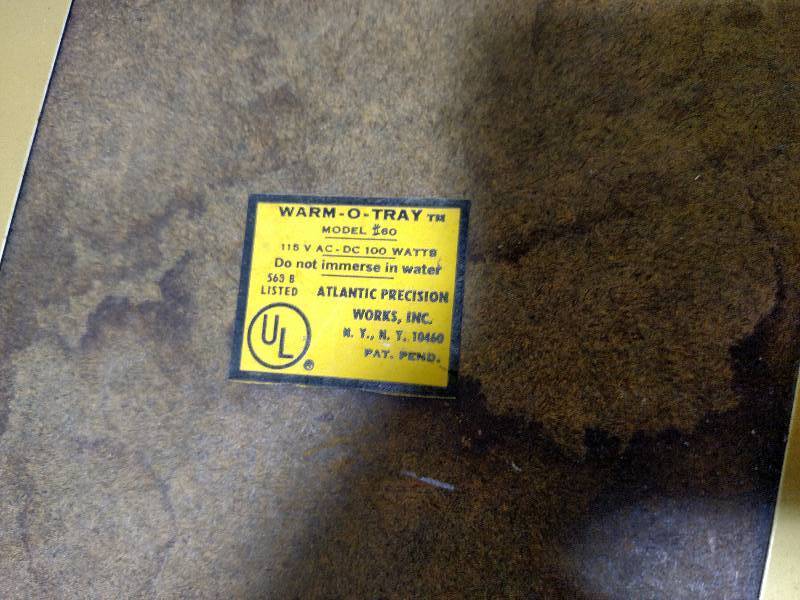 WARM-O-TRAY TM
MODEL #60
115 V AC-DC 100 WATTS
Do not immerse in water
563 B
LISTED
UL
®
ATLANTIC PRECISION
WORKS, INC.
N. Y., N. Y. 10460
PAT. PEND.